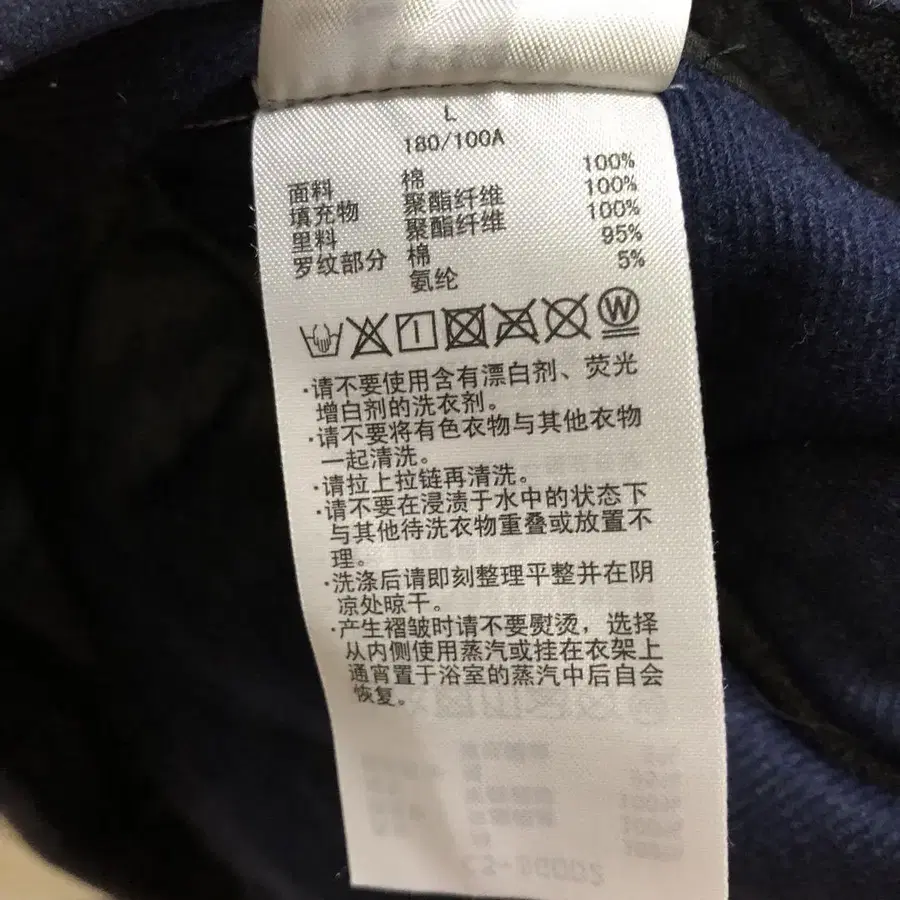 L
180/100A
面料 棉 100%
填充物 聚酯纤维 100%
里料 聚酯纤维 100%
罗纹部分 棉 95%
氨纶 5%
W
·请不要使用含有漂白剂、荧光
增白剂的洗衣剂。
·请不要将有色衣物与其他衣物
一起清洗。
·请拉上拉链再清洗。
·请不要在浸渍于水中的状态下
与其他待洗衣物重叠或放置不
理。
·洗涤后请即刻整理平整并在阴
凉处晾干。
·产生褶皱时请不要熨烫，选择
从内侧使用蒸汽或挂在衣架上
通宵置于浴室的蒸汽中后自会
恢复。